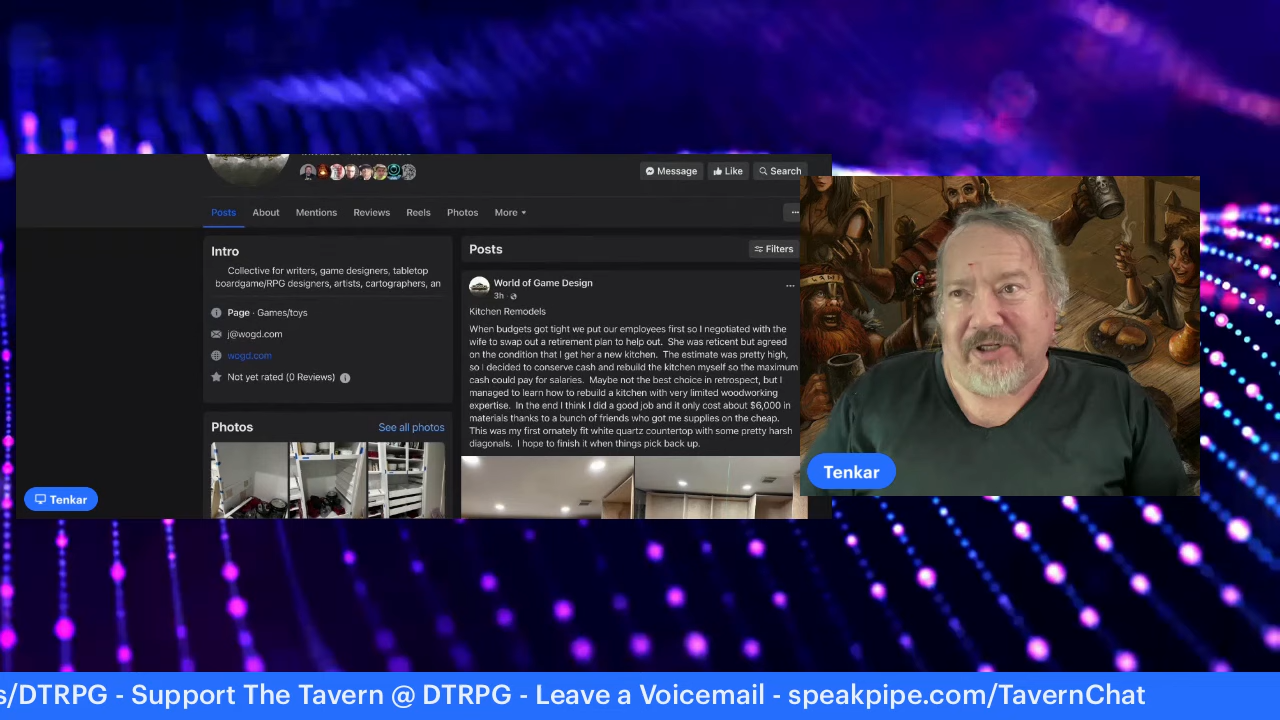 Message
Like
Search
Posts
About
Mentions
Reviews
Reels
Photos
More
Intro
Collective for writers, game designers, tabletop
boardgame/RPG designers, artists, cartographers, an
Page · Games/toys
j@wogd.com
wogd.com
Not yet rated (0 Reviews)
Photos
See all photos
Posts
Filters
World of Game Design
3h ·
Kitchen Remodels
When budgets got tight we put our employees first so I negotiated with the
wife to swap out a retirement plan to help out. She was reticent but agreed
on the condition that I get her a new kitchen. The estimate was pretty high,
so I decided to conserve cash and rebuild the kitchen myself so the maximum
cash could pay for salaries. Maybe not the best choice in retrospect, but I
managed to learn how to rebuild a kitchen with very limited woodworking
expertise. In the end I think I did a good job and it only cost about $6,000 in
materials thanks to a bunch of friends who got me supplies on the cheap.
This was my first ornately fit white quartz countertop with some pretty harsh
diagonals. I hope to finish it when things pick back up.
Tenkar
Tenkar
s/DTRPG - Support The Tavern @ DTRPG - Leave a Voicemail - speakpipe.com/TavernChat